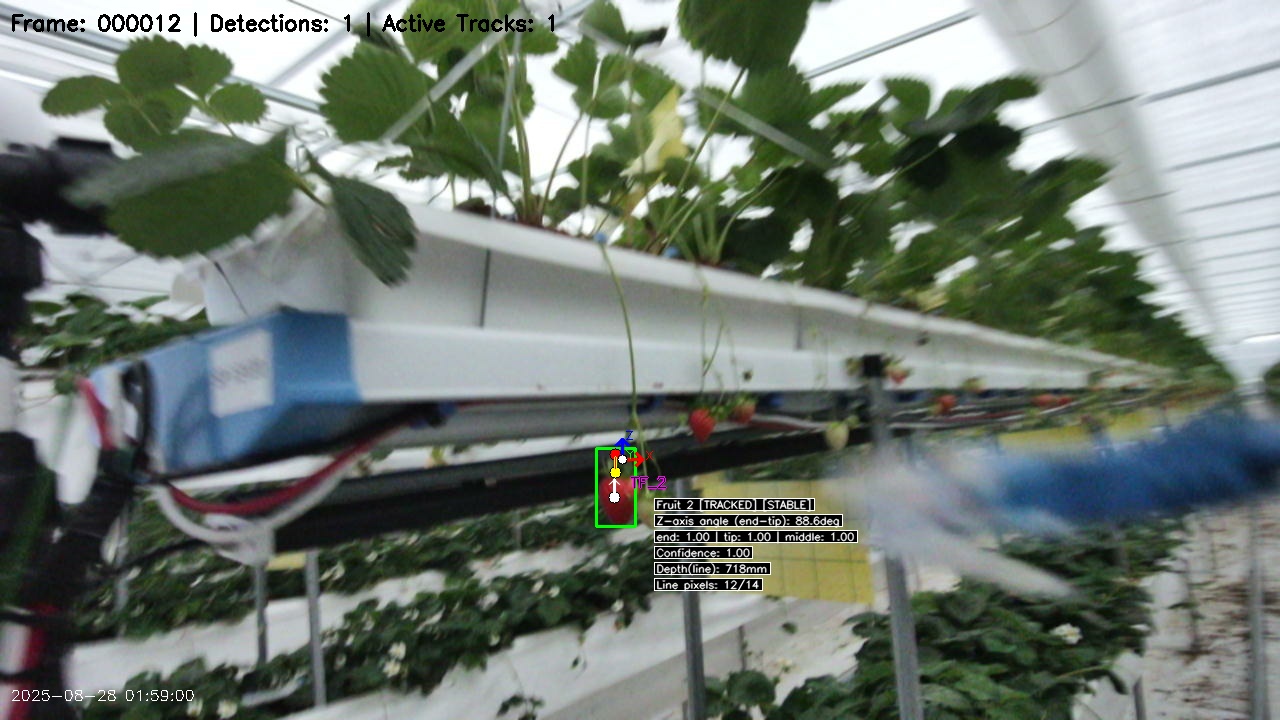 Frame: 000012 | Detections: 1 | Active Tracks: 1
Z
X
TF_2
Fruit 2 [TRACKED] [STABLE]
Z-axis angle (end-tip): 88.6deg
end: 1.00 | tip: 1.00 | middle: 1.00
Confidence: 1.00
Depth(line): 718mm
Line pixels: 12/14
2025-08-28 01:59:00